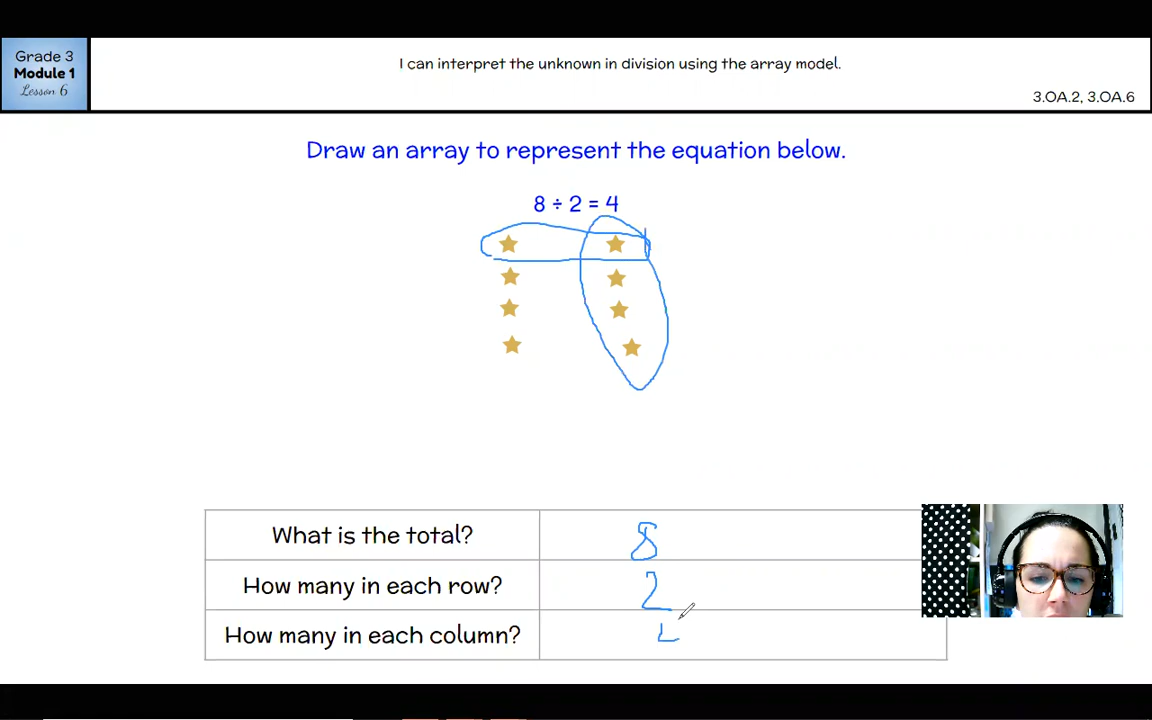 Grade 3
Module 1
Lesson 6
I can interpret the unknown in division using the array model.
3.OA.2, 3.OA.6
Draw an array to represent the equation below.
8 ÷ 2 = 4
What is the total? 8
How many in each row? 2
How many in each column?